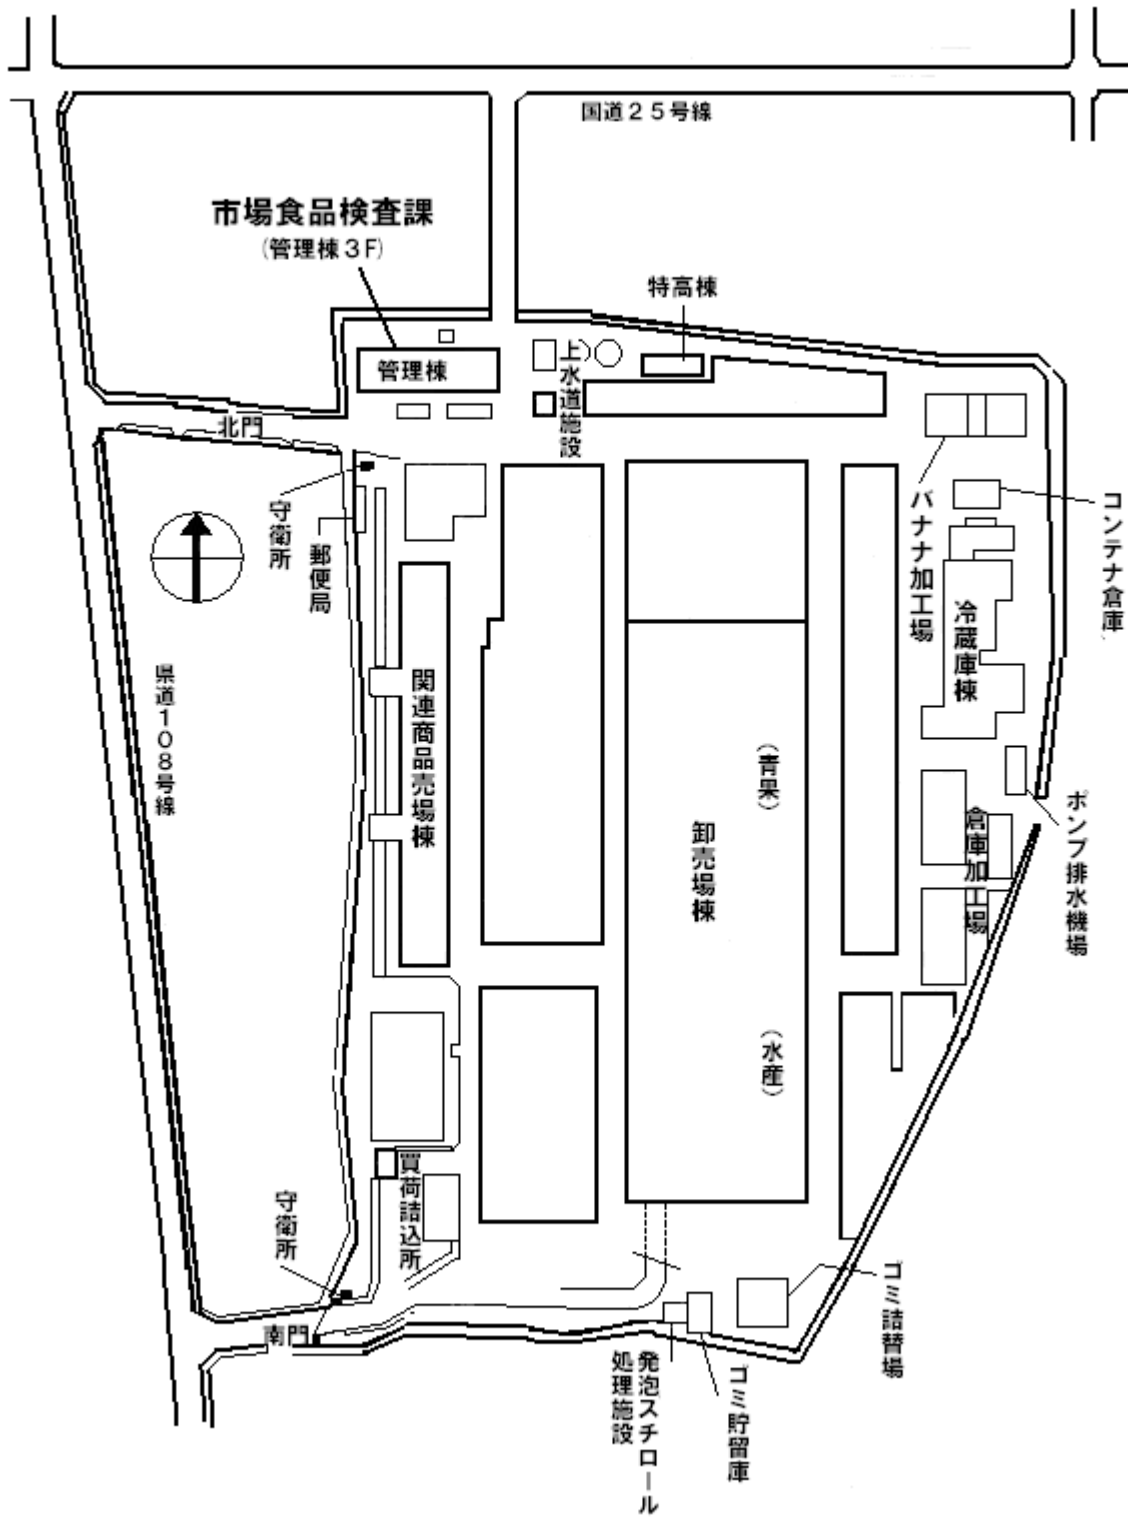 国道２５号線
市場食品検査課
(管理棟３F)
特高棟
管理棟
上水道施設
北門
守衛所
郵便局
バナナ加工場
コンテナ倉庫
冷蔵庫棟
県道１０８号線
関連商品売場棟
(青果)
卸売場棟
倉庫加工場
ポンプ排水機場
(水産)
買荷詰込所
守衛所
南門
ゴミ詰替場
発泡スチロール
処理施設
ゴミ貯留庫